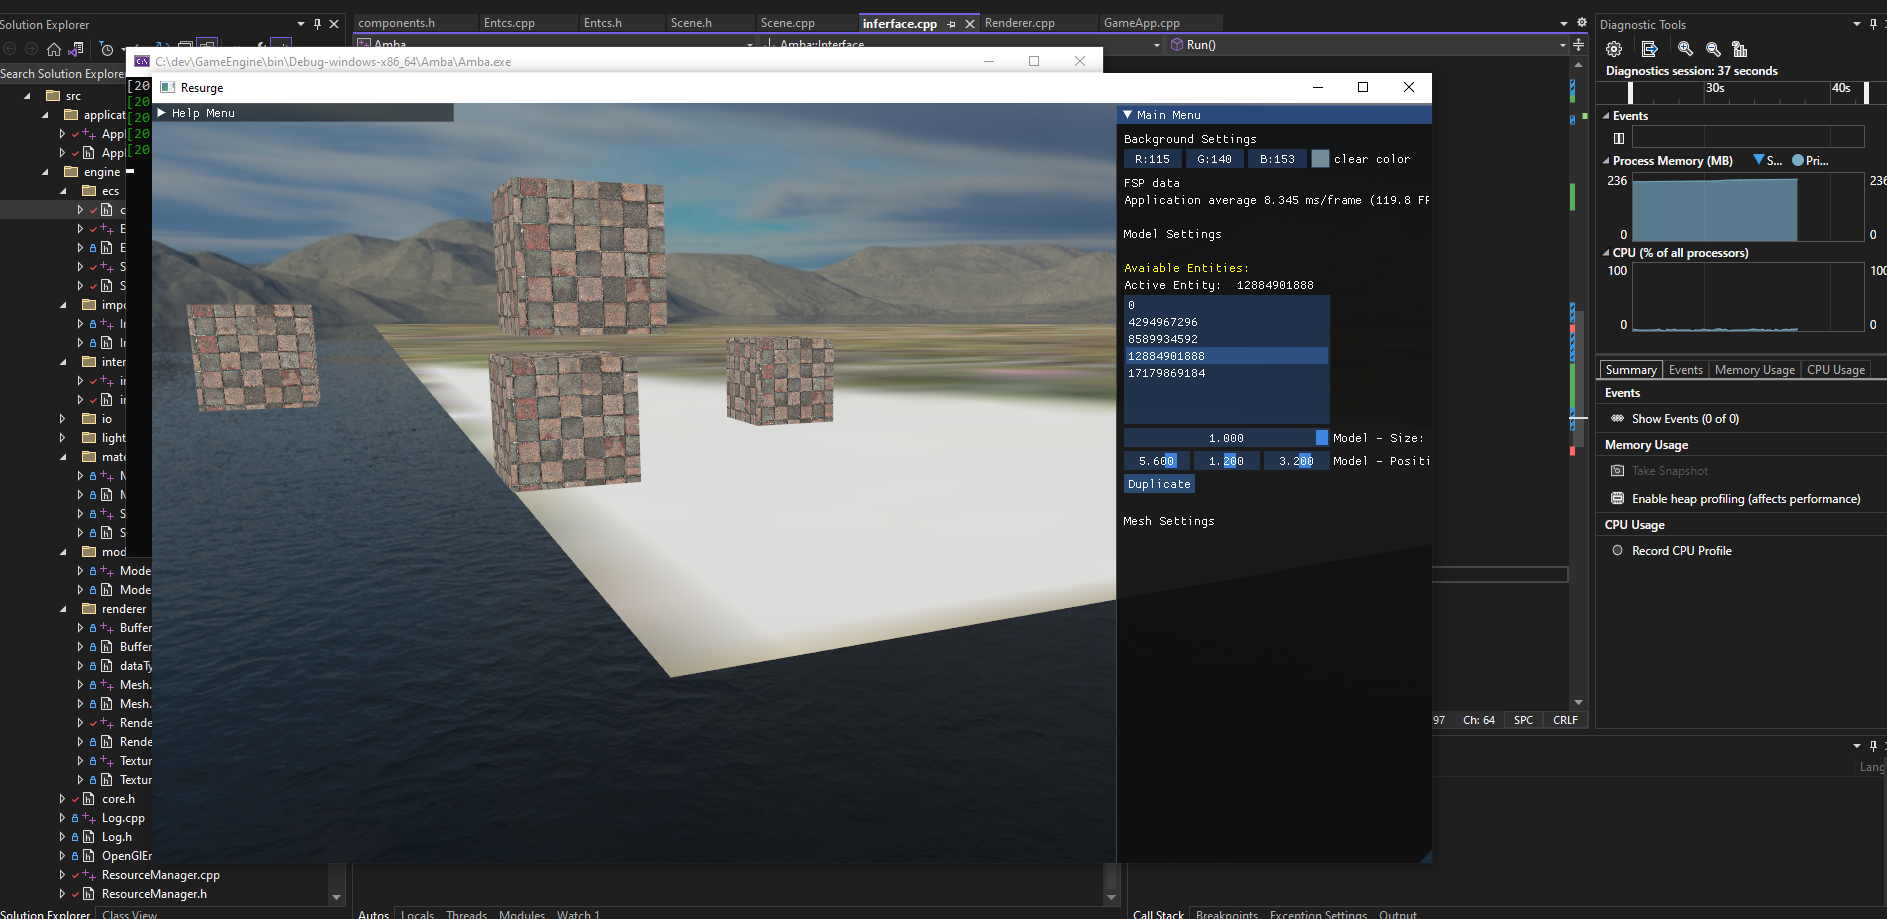 Solution Explorer
Search Solution Explorer
src
applicat
App
App
engine
ecs
c
E
E
S
S
impo
In
In
inter
in
in
io
light
mate
M
M
S
S
mod
Mode
Mode
renderer
Buffer
Buffer
dataTy
Mesh.
Mesh.
Rende
Rende
Textur
Textur
core.h
Log.cpp
Log.h
OpenGlEr
ResourceManager.cpp
ResourceManager.h
Solution Explorer Class View
components.h Entcs.cpp Entcs.h Scene.h Scene.cpp inferface.cpp Renderer.cpp GameApp.cpp
Amba Amba::Interface Run()
C:\dev\GameEngine\bin\Debug-windows-x86_64\Amba\Amba.exe
[20
[20
[20
[20
[20
Resurge
Help Menu
Main Menu
Background Settings
R:115 G:140 B:153 clear color
FSP data
Application average 8.345 ms/frame (119.8 FP
Model Settings
Avaiable Entities:
Active Entity: 12884901888
0
4294967296
8589934592
12884901888
17179869184
1.000 Model - Size:
5.600 1.200 3.200 Model - Positi
Duplicate
Mesh Settings
97 Ch: 64 SPC CRLF
Autos Locals Threads Modules Watch 1
Call Stack Breakpoints Exception Settings Output
Lang
Diagnostic Tools
Diagnostics session: 37 seconds
30s 40s
Events
Process Memory (MB) S... Pri...
236 236
0 0
CPU (% of all processors)
100 100
0 0
Summary Events Memory Usage CPU Usage
Events
Show Events (0 of 0)
Memory Usage
Take Snapshot
Enable heap profiling (affects performance)
CPU Usage
Record CPU Profile